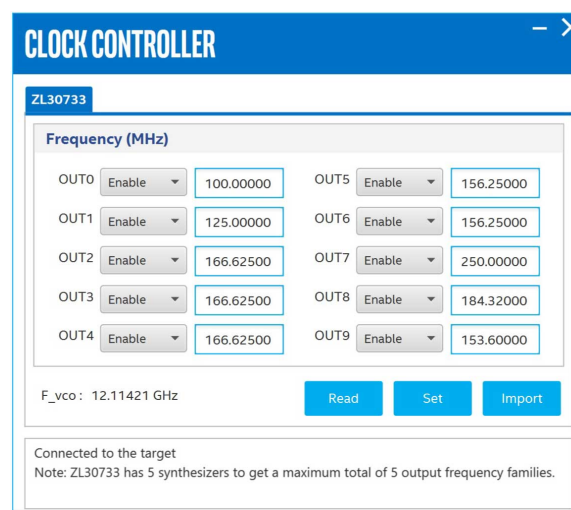 CLOCK CONTROLLER
ZL30733
Frequency (MHz)
OUT0 Enable 100.00000 OUT5 Enable 156.25000
OUT1 Enable 125.00000 OUT6 Enable 156.25000
OUT2 Enable 166.62500 OUT7 Enable 250.00000
OUT3 Enable 166.62500 OUT8 Enable 184.32000
OUT4 Enable 166.62500 OUT9 Enable 153.60000
F_vco : 12.11421 GHz Read Set Import
Connected to the target
Note: ZL30733 has 5 synthesizers to get a maximum total of 5 output frequency families.